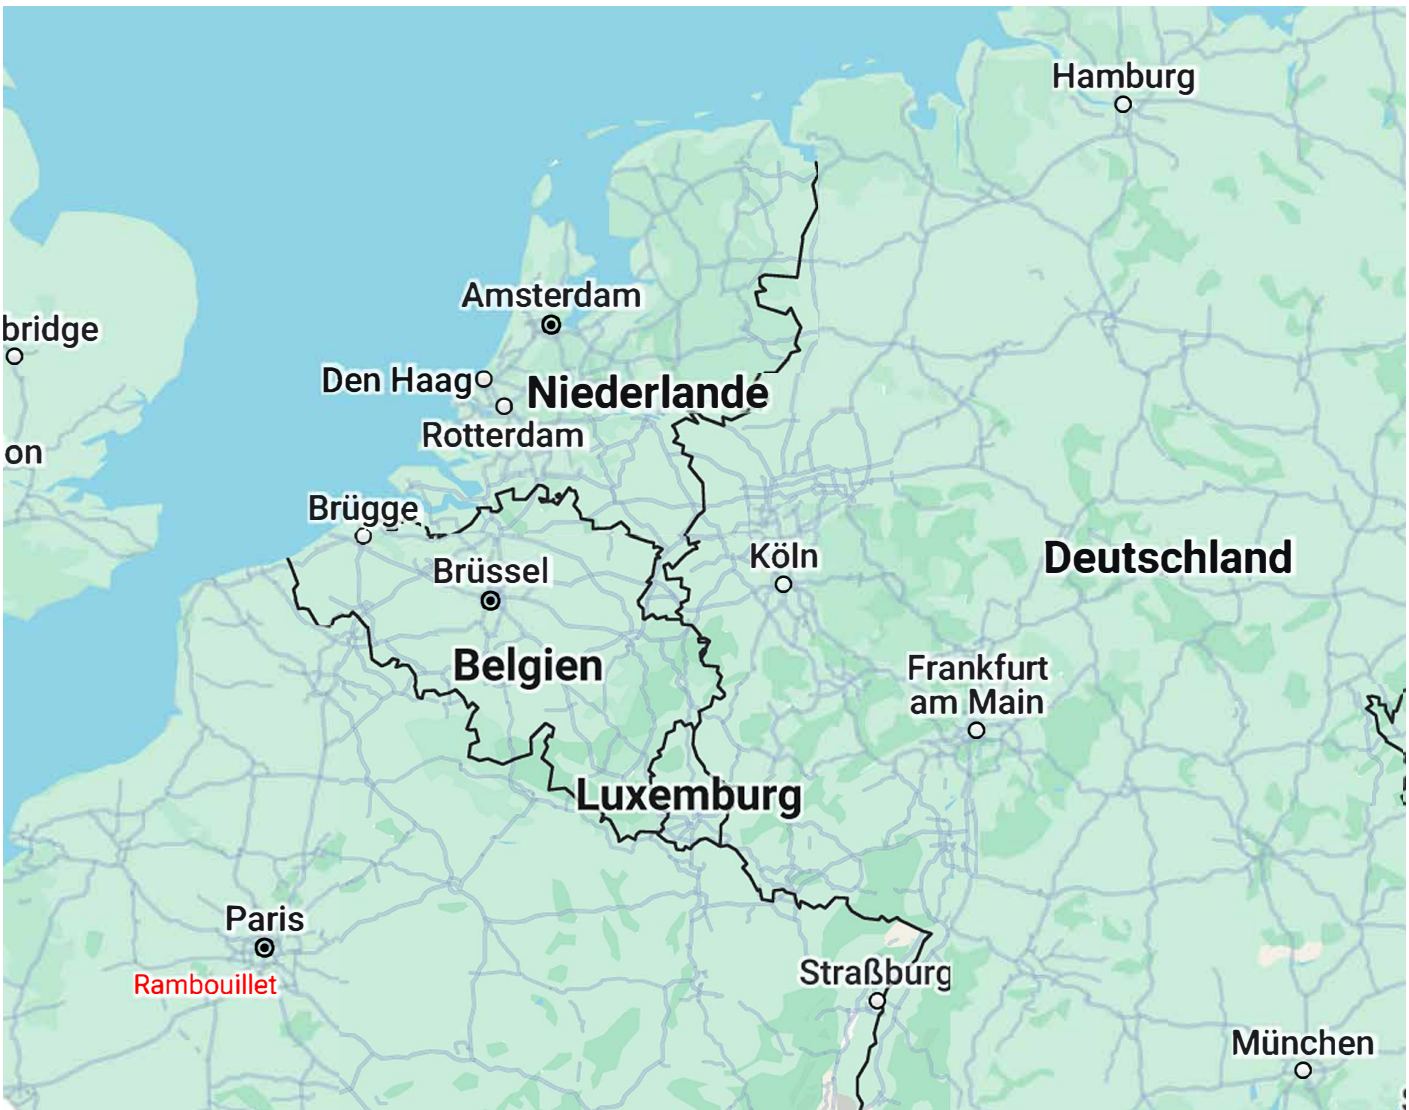 Hamburg
Amsterdam
bridge
Den Haag
Niederlande
Rotterdam
on
Brügge
Köln
Deutschland
Brüssel
Belgien
Frankfurt
am Main
Luxemburg
Paris
Straßburg
Rambouillet
München